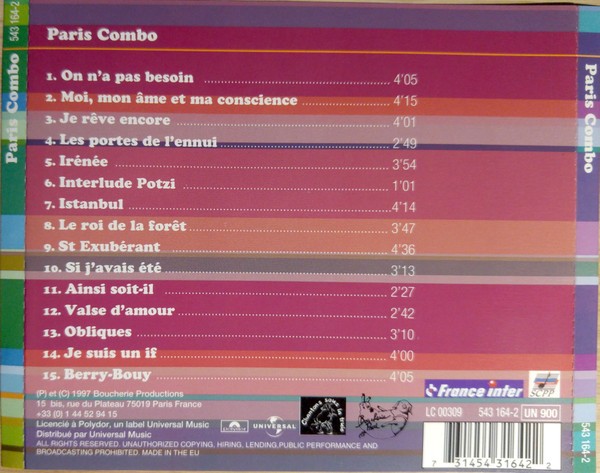 Paris Combo 543 164-2
Paris Combo
1. On n'a pas besoin 4'05
2. Moi, mon âme et ma conscience 4'15
3. Je rêve encore 4'01
4. Les portes de l'ennui 2'49
5. Irénée 3'54
6. Interlude Potzi 1'01
7. Istanbul 4'14
8. Le roi de la forêt 3'47
9. St Exubérant 4'36
10. Si j'avais été 3'13
11. Ainsi soit-il 2'27
12. Valse d'amour 2'42
13. Obliques 3'10
14. Je suis un if 4'00
15. Berry-Bouy 4'05
(P) et (C) 1997 Boucherie Productions
15 bis, rue du Plateau 75019 Paris France
+33 (0) 1 44 52 94 15
Licencié à Polydor, un label Universal Music
Distribué par Universal Music
ALL RIGHTS RESERVED. UNAUTHORIZED COPYING, HIRING, LENDING, PUBLIC PERFORMANCE AND
BROADCASTING PROHIBITED. MADE IN THE EU
UNIVERSAL
France inter
SCPP
LC 00309 543 164-2 UN 900
7 31454 31642 2
Paris Combo
543 164-2